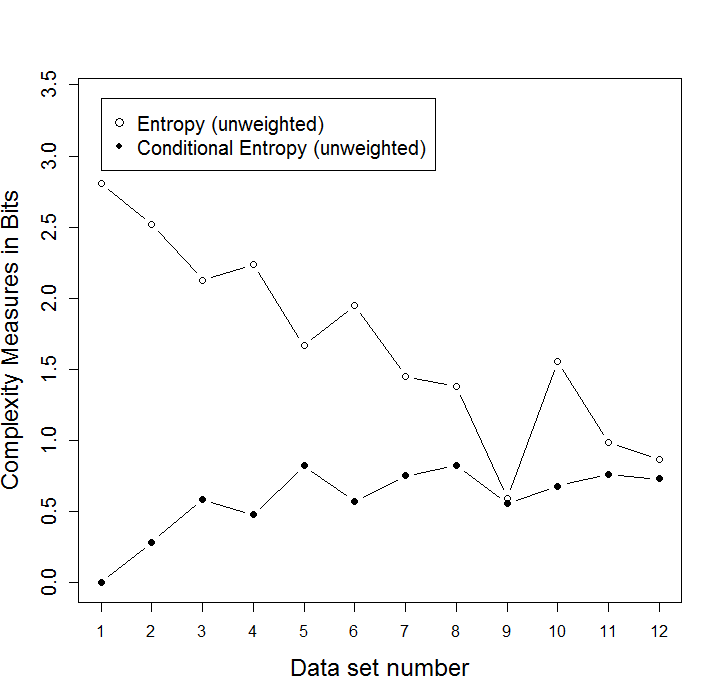 Entropy (unweighted)
Conditional Entropy (unweighted)
Complexity Measures in Bits
3.5
3.0
2.5
2.0
1.5
1.0
0.5
0.0
1 2 3 4 5 6 7 8 9 10 11 12
Data set number